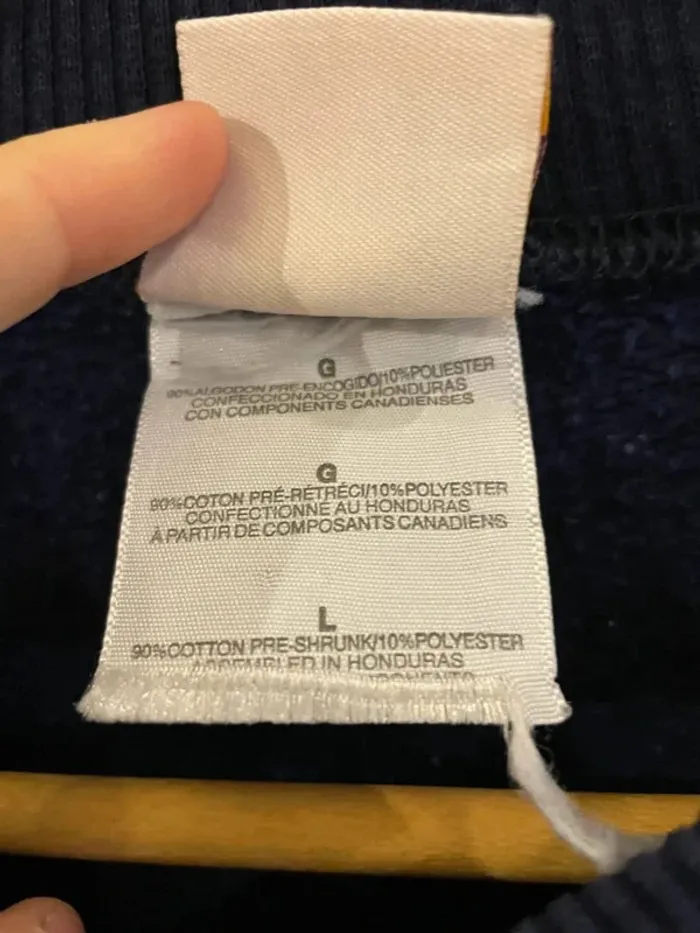 G
90%ALGODON PRE-ENCOGIDO/10%POLIESTER
CONFECCIONADO EN HONDURAS
CON COMPONENTS CANADIENSES
G
90%COTON PRÉ-RÉTRÉCI/10%POLYESTER
CONFECTIONNÉ AU HONDURAS
À PARTIR DE COMPOSANTS CANADIENS
L
90%COTTON PRE-SHRUNK/10%POLYESTER
ASSEMBLED IN HONDURAS